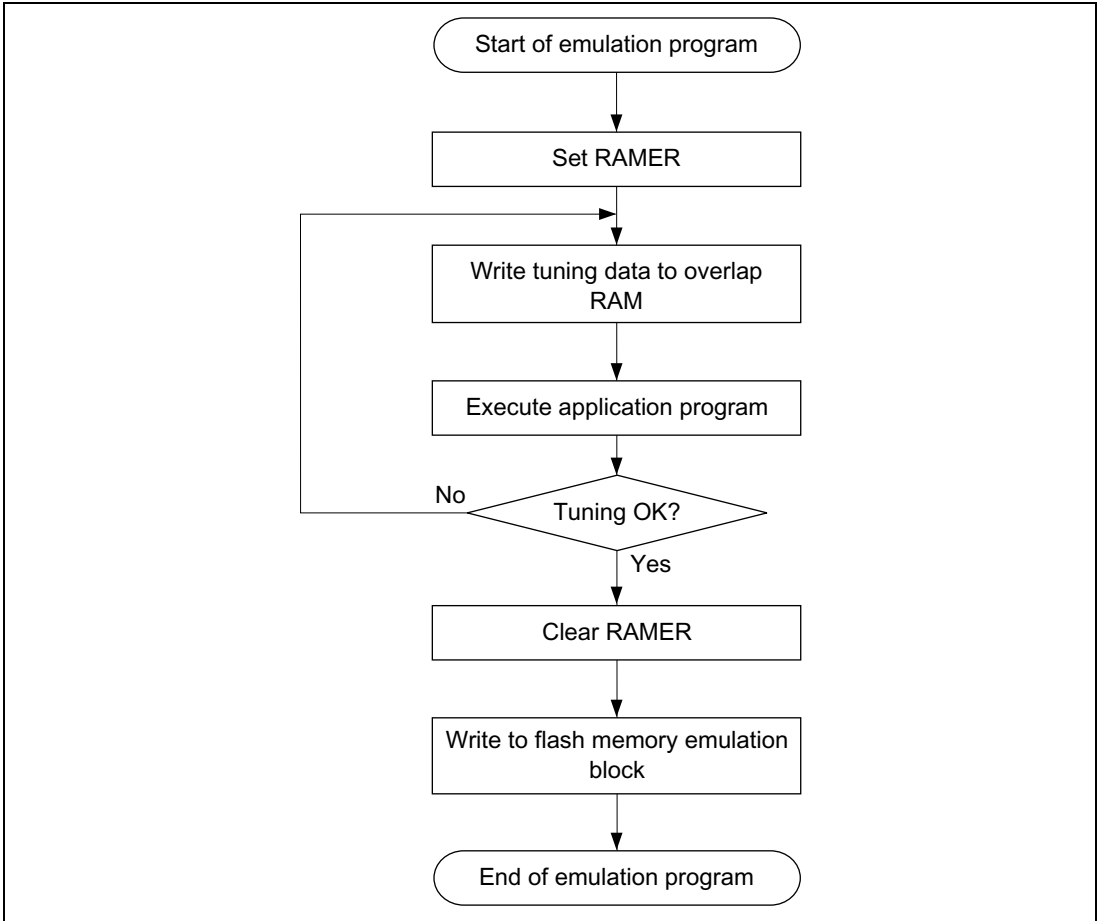 Start of emulation program
Set RAMER
Write tuning data to overlap
RAM
Execute application program
No
Tuning OK?
Yes
Clear RAMER
Write to flash memory emulation
block
End of emulation program